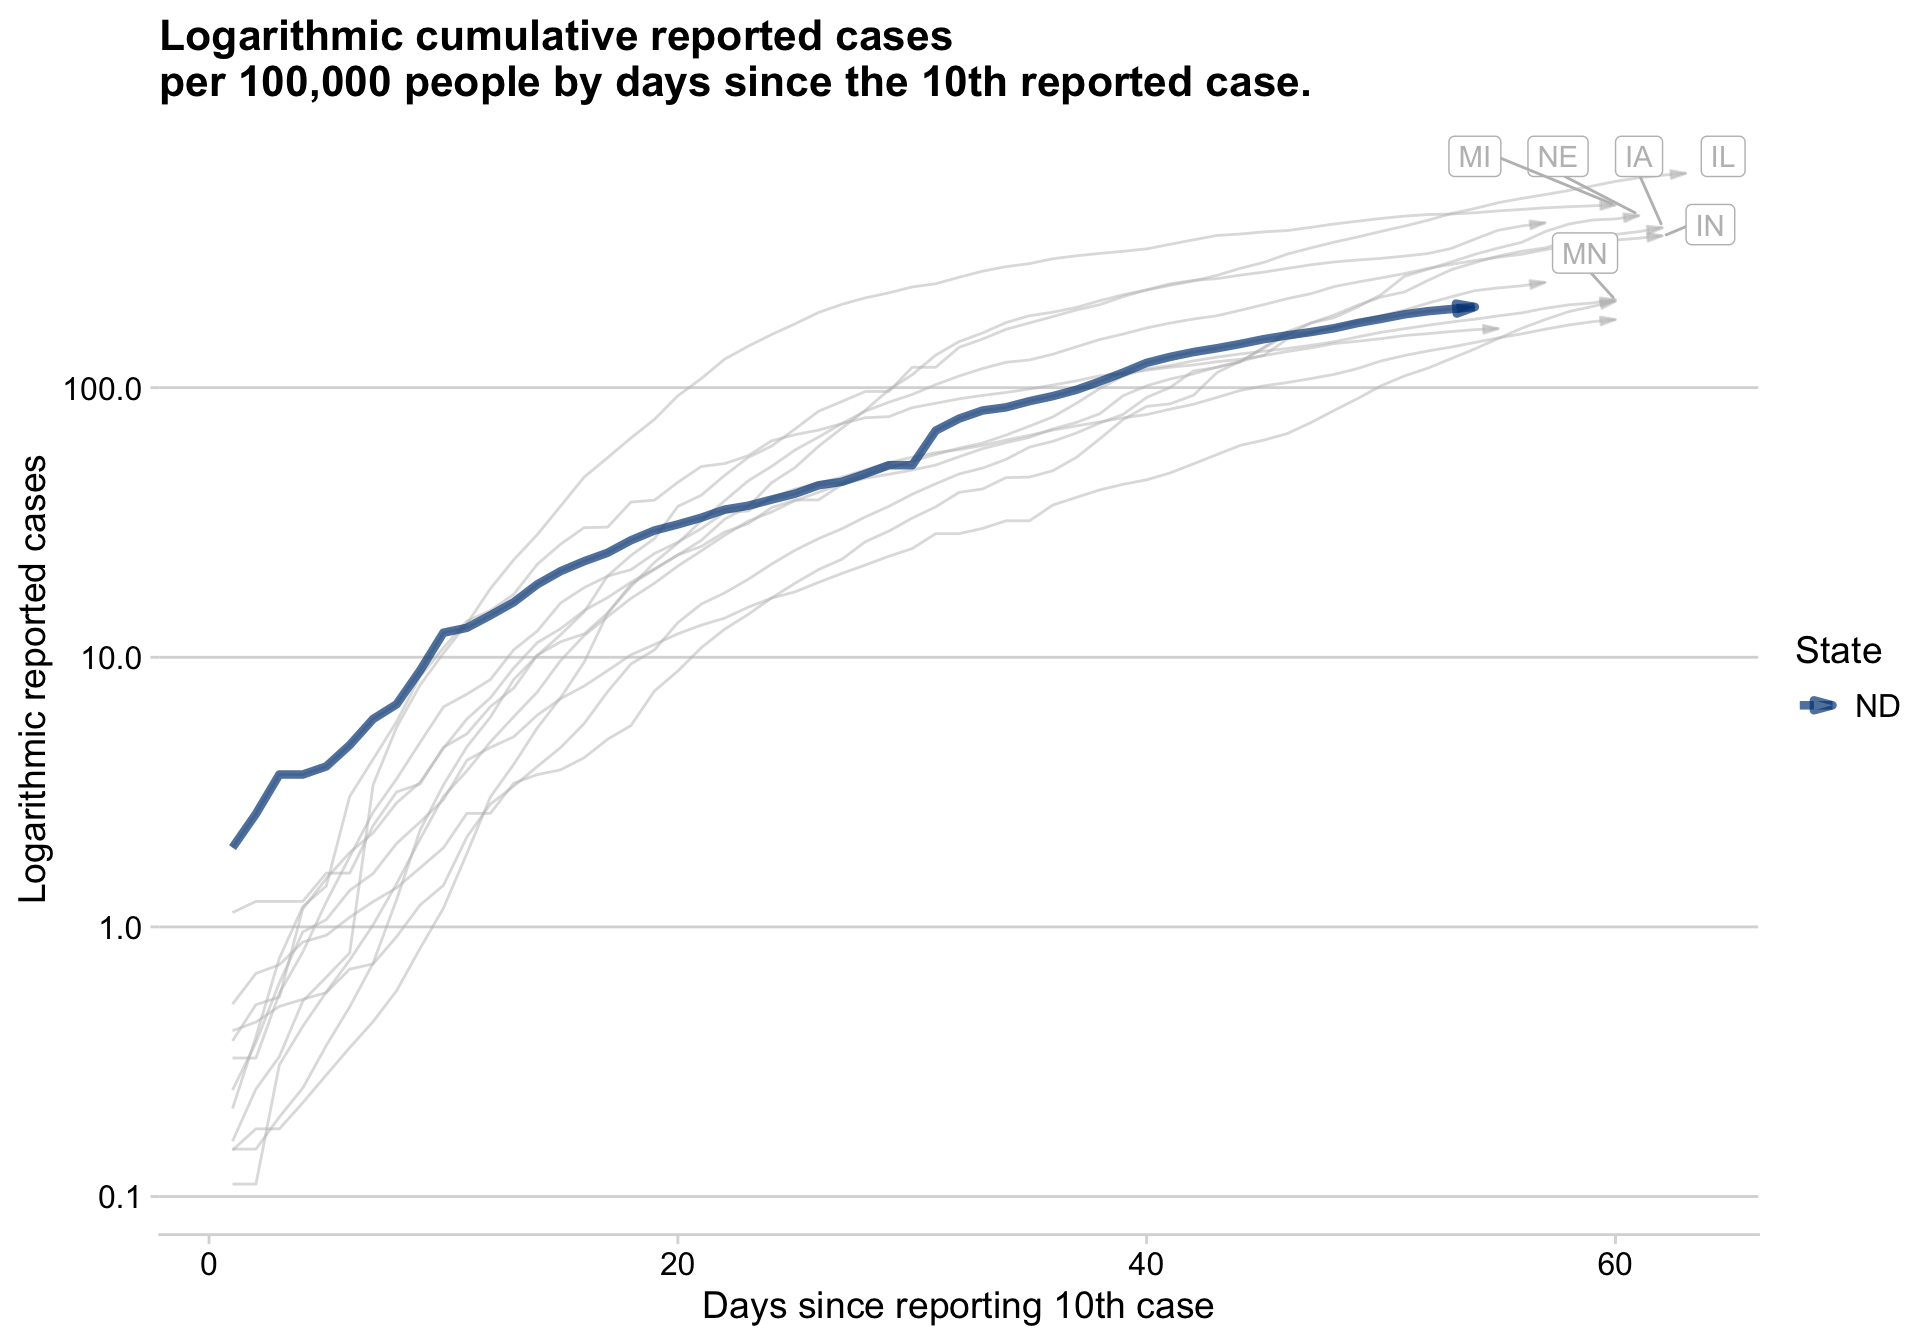 Logarithmic cumulative reported cases
per 100,000 people by days since the 10th reported case.
MI
NE
IA
IL
IN
MN
100.0
10.0
1.0
0.1
Logarithmic reported cases
State
ND
0
20
40
60
Days since reporting 10th case